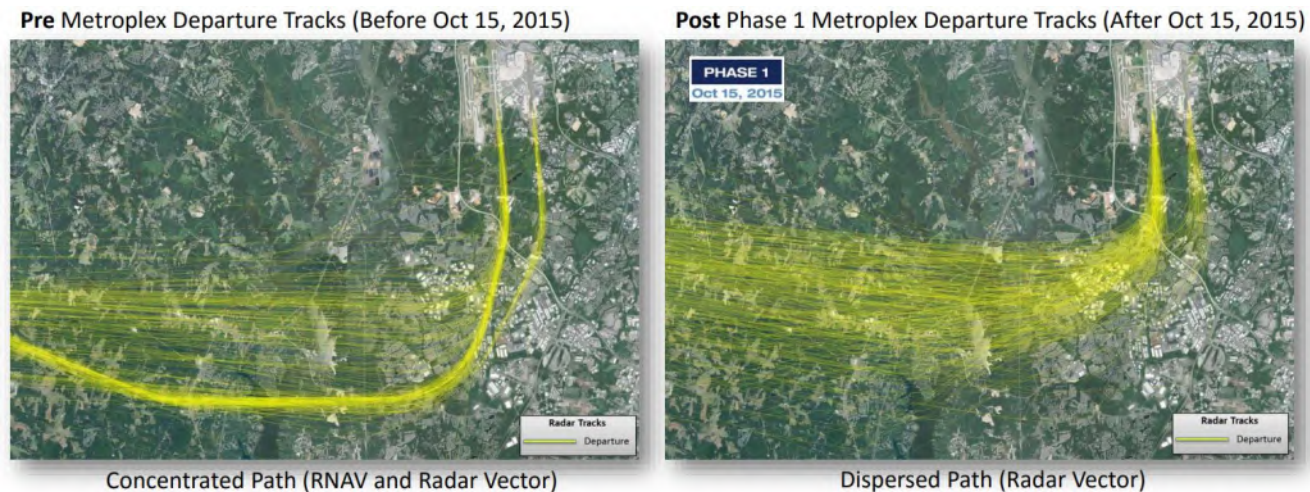 Pre Metroplex Departure Tracks (Before Oct 15, 2015)
Radar Tracks
Departure
Concentrated Path (RNAV and Radar Vector)
Post Phase 1 Metroplex Departure Tracks (After Oct 15, 2015)
PHASE 1
Oct 15, 2015
Radar Tracks
Departure
Dispersed Path (Radar Vector)